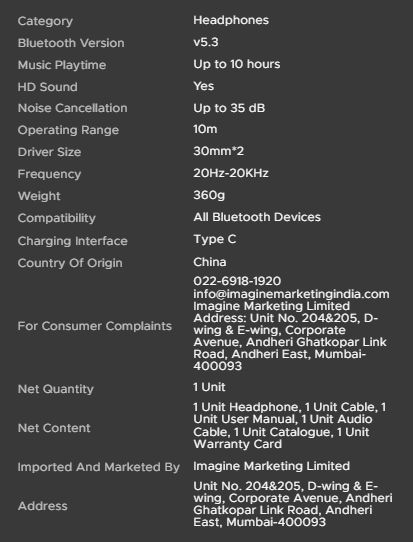 Category Headphones
Bluetooth Version v5.3
Music Playtime Up to 10 hours
HD Sound Yes
Noise Cancellation Up to 35 dB
Operating Range 10m
Driver Size 30mm*2
Frequency 20Hz-20KHz
Weight 360g
Compatibility All Bluetooth Devices
Charging Interface Type C
Country Of Origin China
For Consumer Complaints
022-6918-1920
info@imaginemarketingindia.com
Imagine Marketing Limited
Address: Unit No. 204&205, D-
wing & E-wing, Corporate
Avenue, Andheri Ghatkopar Link
Road, Andheri East, Mumbai-
400093
Net Quantity 1 Unit
Net Content
1 Unit Headphone, 1 Unit Cable, 1
Unit User Manual, 1 Unit Audio
Cable, 1 Unit Catalogue, 1 Unit
Warranty Card
Imported And Marketed By Imagine Marketing Limited
Address
Unit No. 204&205, D-wing & E-
wing, Corporate Avenue, Andheri
Ghatkopar Link Road, Andheri
East, Mumbai-400093